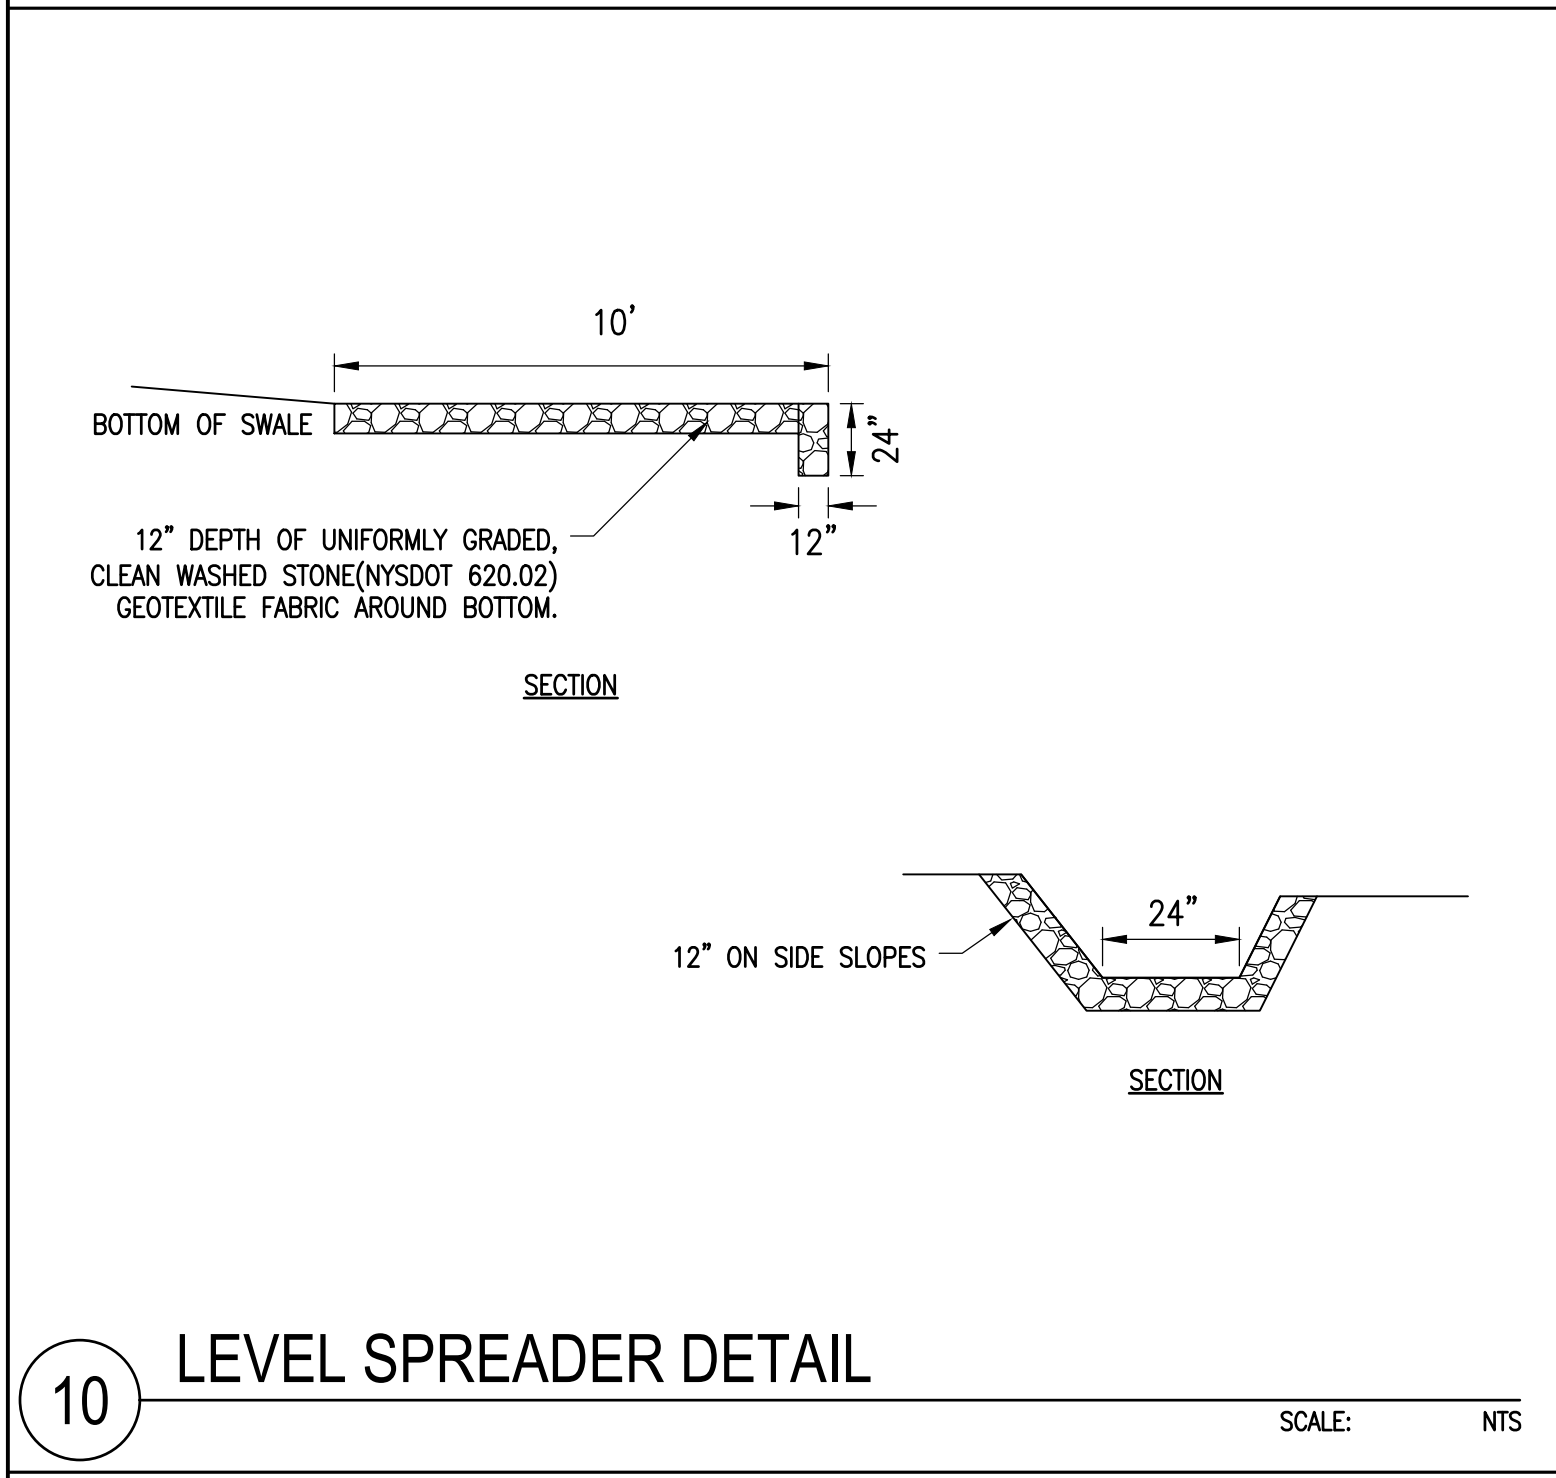 10’
BOTTOM OF SWALE
24”
12”
12” DEPTH OF UNIFORMLY GRADED,
CLEAN WASHED STONE(NYSDOT 620.02)
GEOTEXTILE FABRIC AROUND BOTTOM.
SECTION
24”
12” ON SIDE SLOPES
SECTION
10
LEVEL SPREADER DETAIL
SCALE: NTS